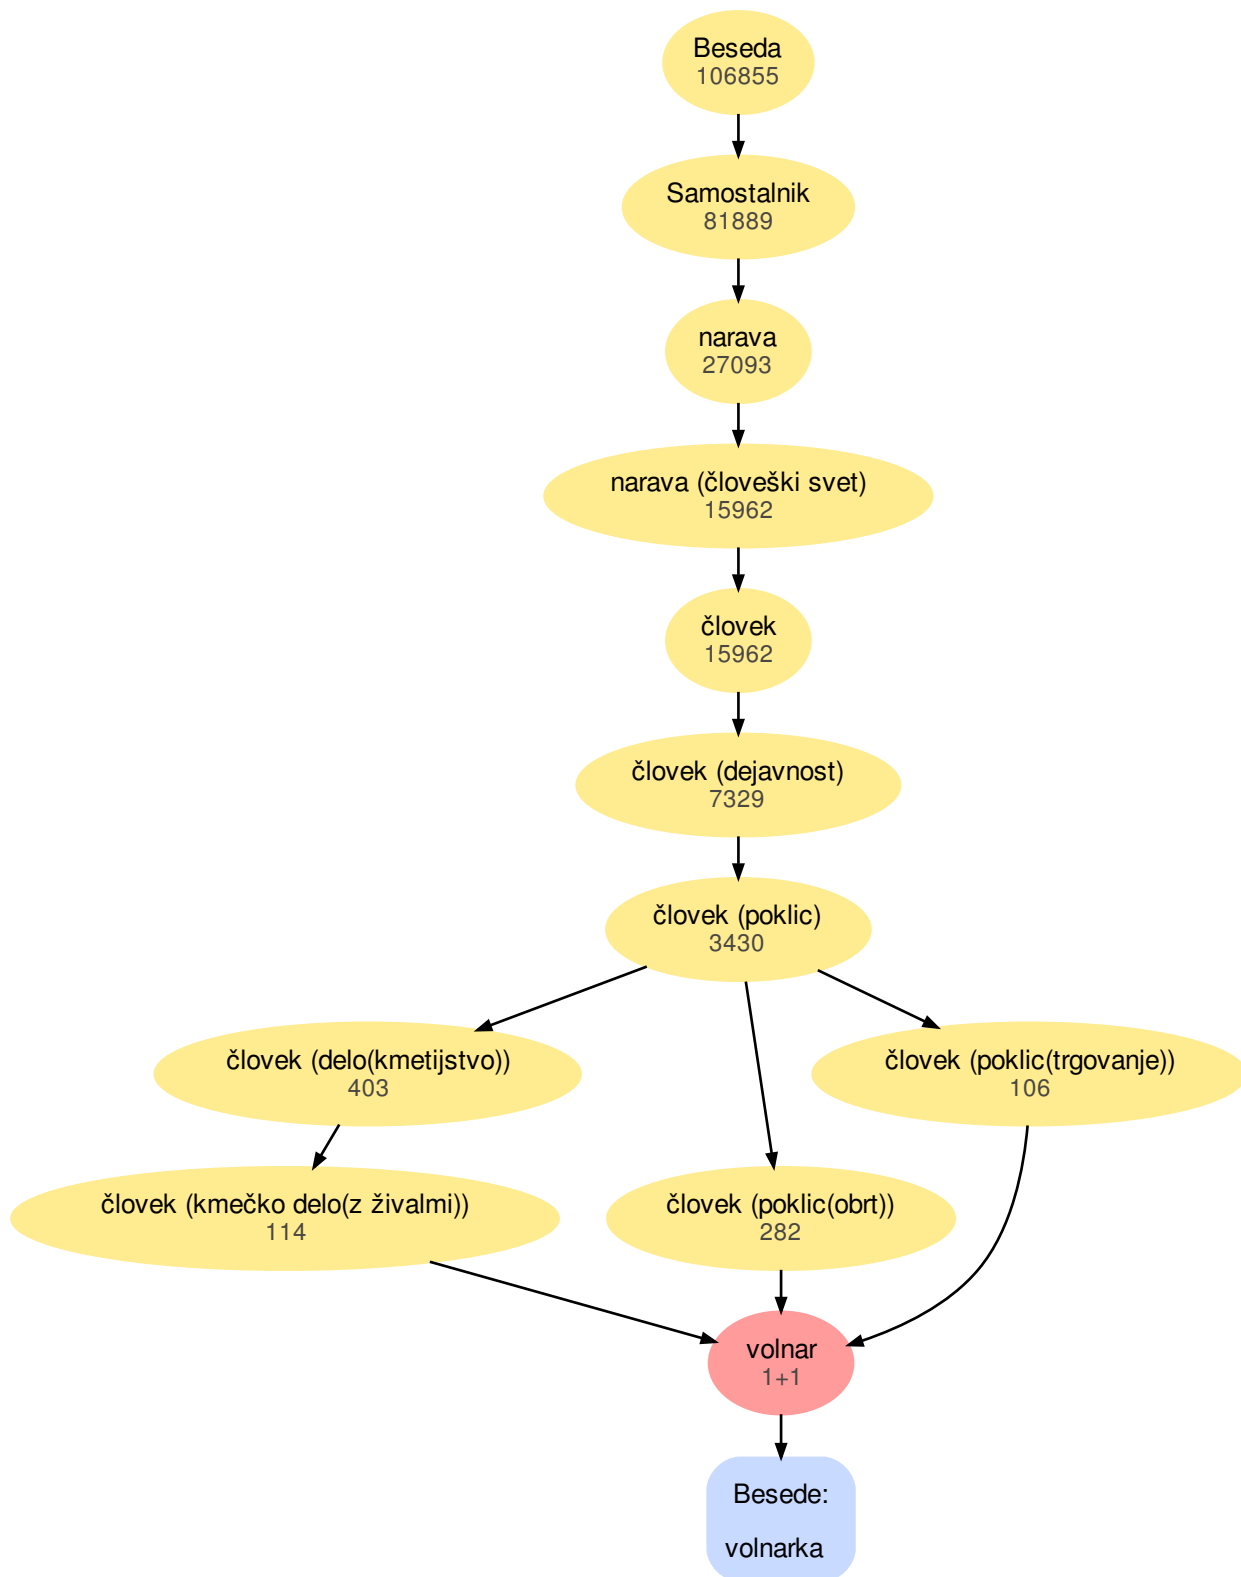 Beseda
106855
Samostalnik
81889
narava
27093
narava (človeški svet)
15962
človek
15962
človek (dejavnost)
7329
človek (poklic)
3430
človek (delo(kmetijstvo))
403
človek (poklic(trgovanje))
106
človek (kmečko delo(z živalmi))
114
človek (poklic(obrt))
282
volnar
1+1
Besede:
volnarka